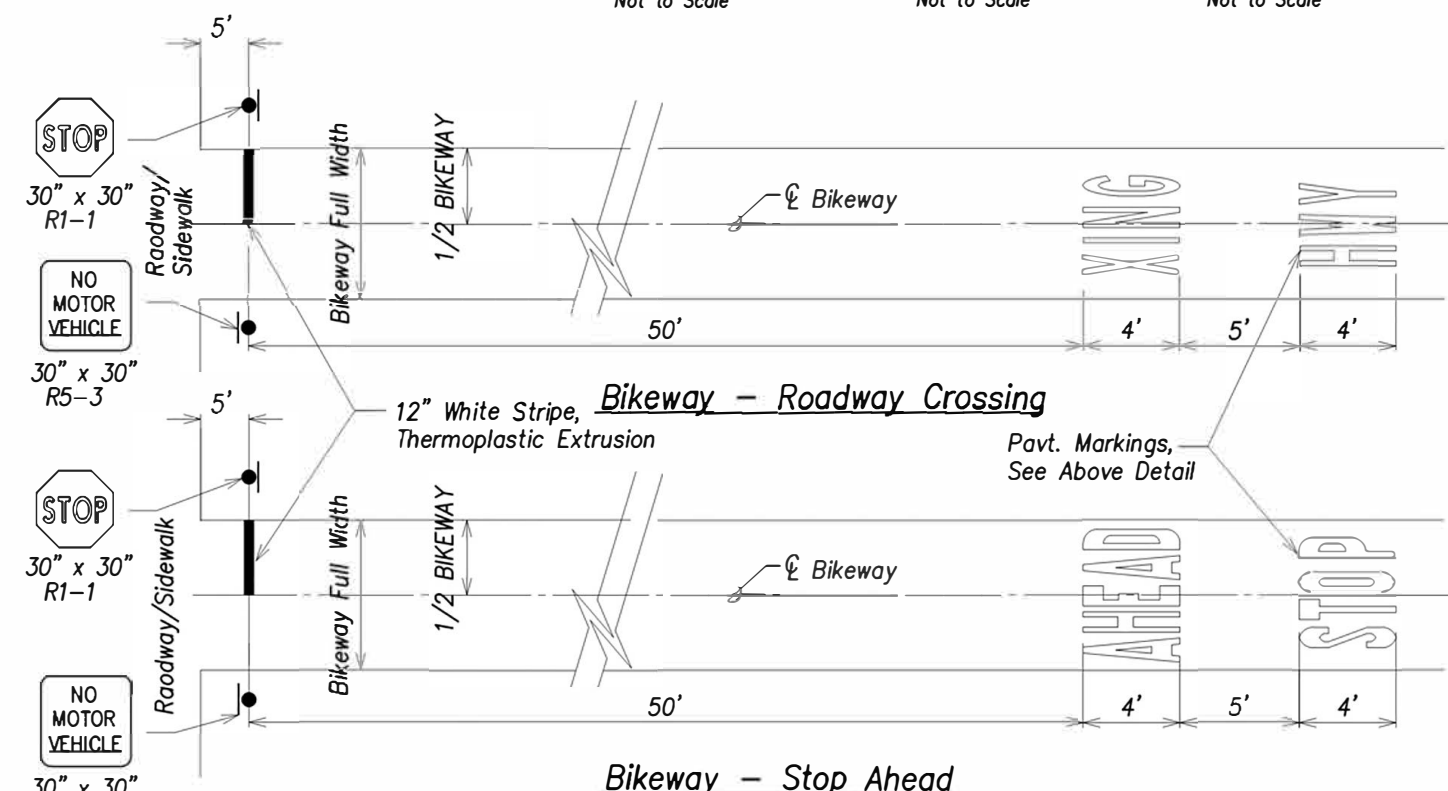 Not to Scale
Not to Scale
Not to Scale
5'
STOP
30" x 30"
R1-1
Raodway/
Sidewalk
NO
MOTOR
VEHICLE
30" x 30"
R5-3
Bikeway Full Width
1/2 BIKEWAY
℄ Bikeway
XING
HWY
50'
4'
5'
4'
Bikeway - Roadway Crossing
12" White Stripe,
Thermoplastic Extrusion
Pavt. Markings,
See Above Detail
5'
STOP
30" x 30"
R1-1
Raodway/Sidewalk
NO
MOTOR
VEHICLE
30" x 30"
Bikeway Full Width
1/2 BIKEWAY
℄ Bikeway
AHEAD
STOP
50'
4'
5'
4'
Bikeway - Stop Ahead